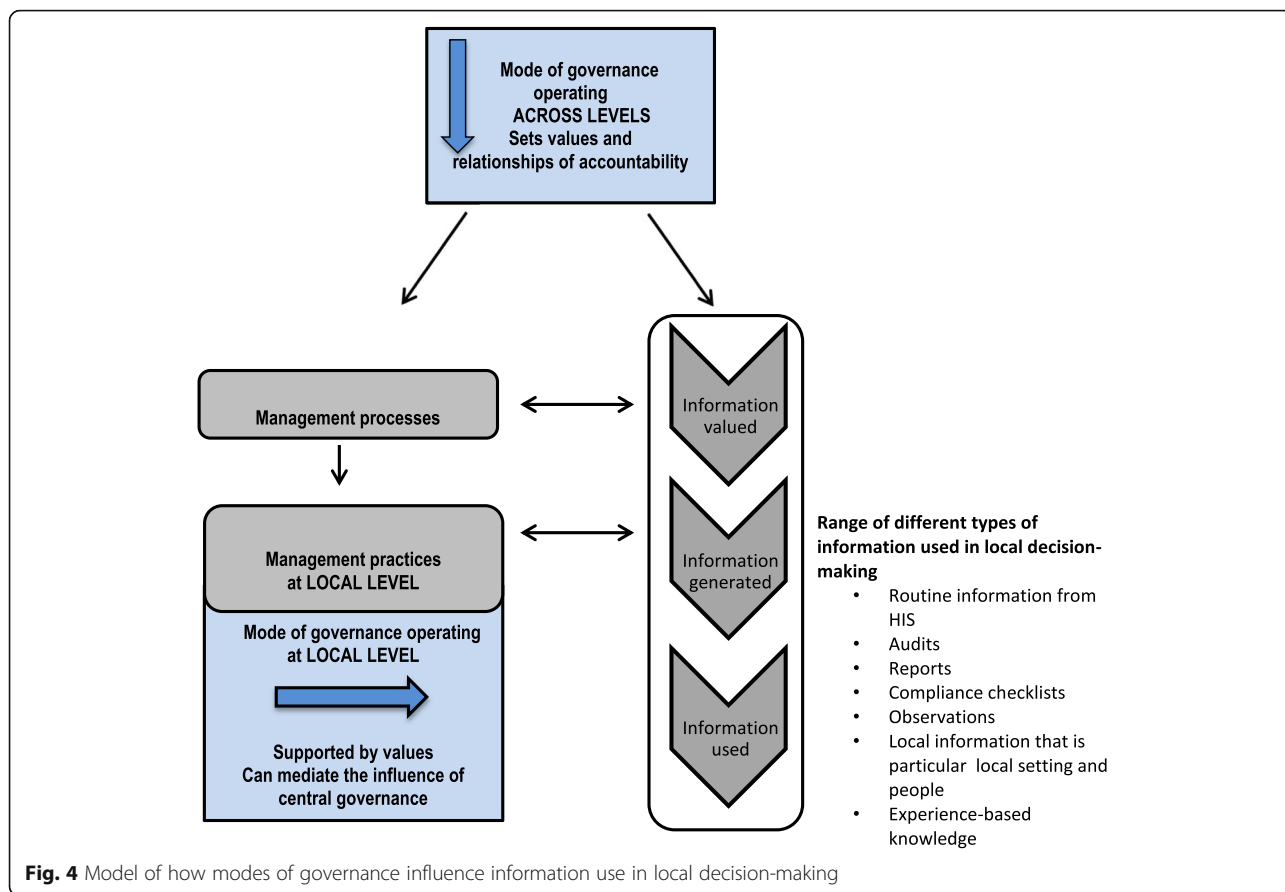 Mode of governance
operating
ACROSS LEVELS
Sets values and
relationships of accountability
Management processes
Management practices
at LOCAL LEVEL
Mode of governance operating
at LOCAL LEVEL
Supported by values
Can mediate the influence of
central governance
Information
valued
Information
generated
Information
used
Range of different types of
information used in local decision-
making
• Routine information from
HIS
• Audits
• Reports
• Compliance checklists
• Observations
• Local information that is
particular local setting and
people
• Experience-based
knowledge
Fig. 4 Model of how modes of governance influence information use in local decision-making